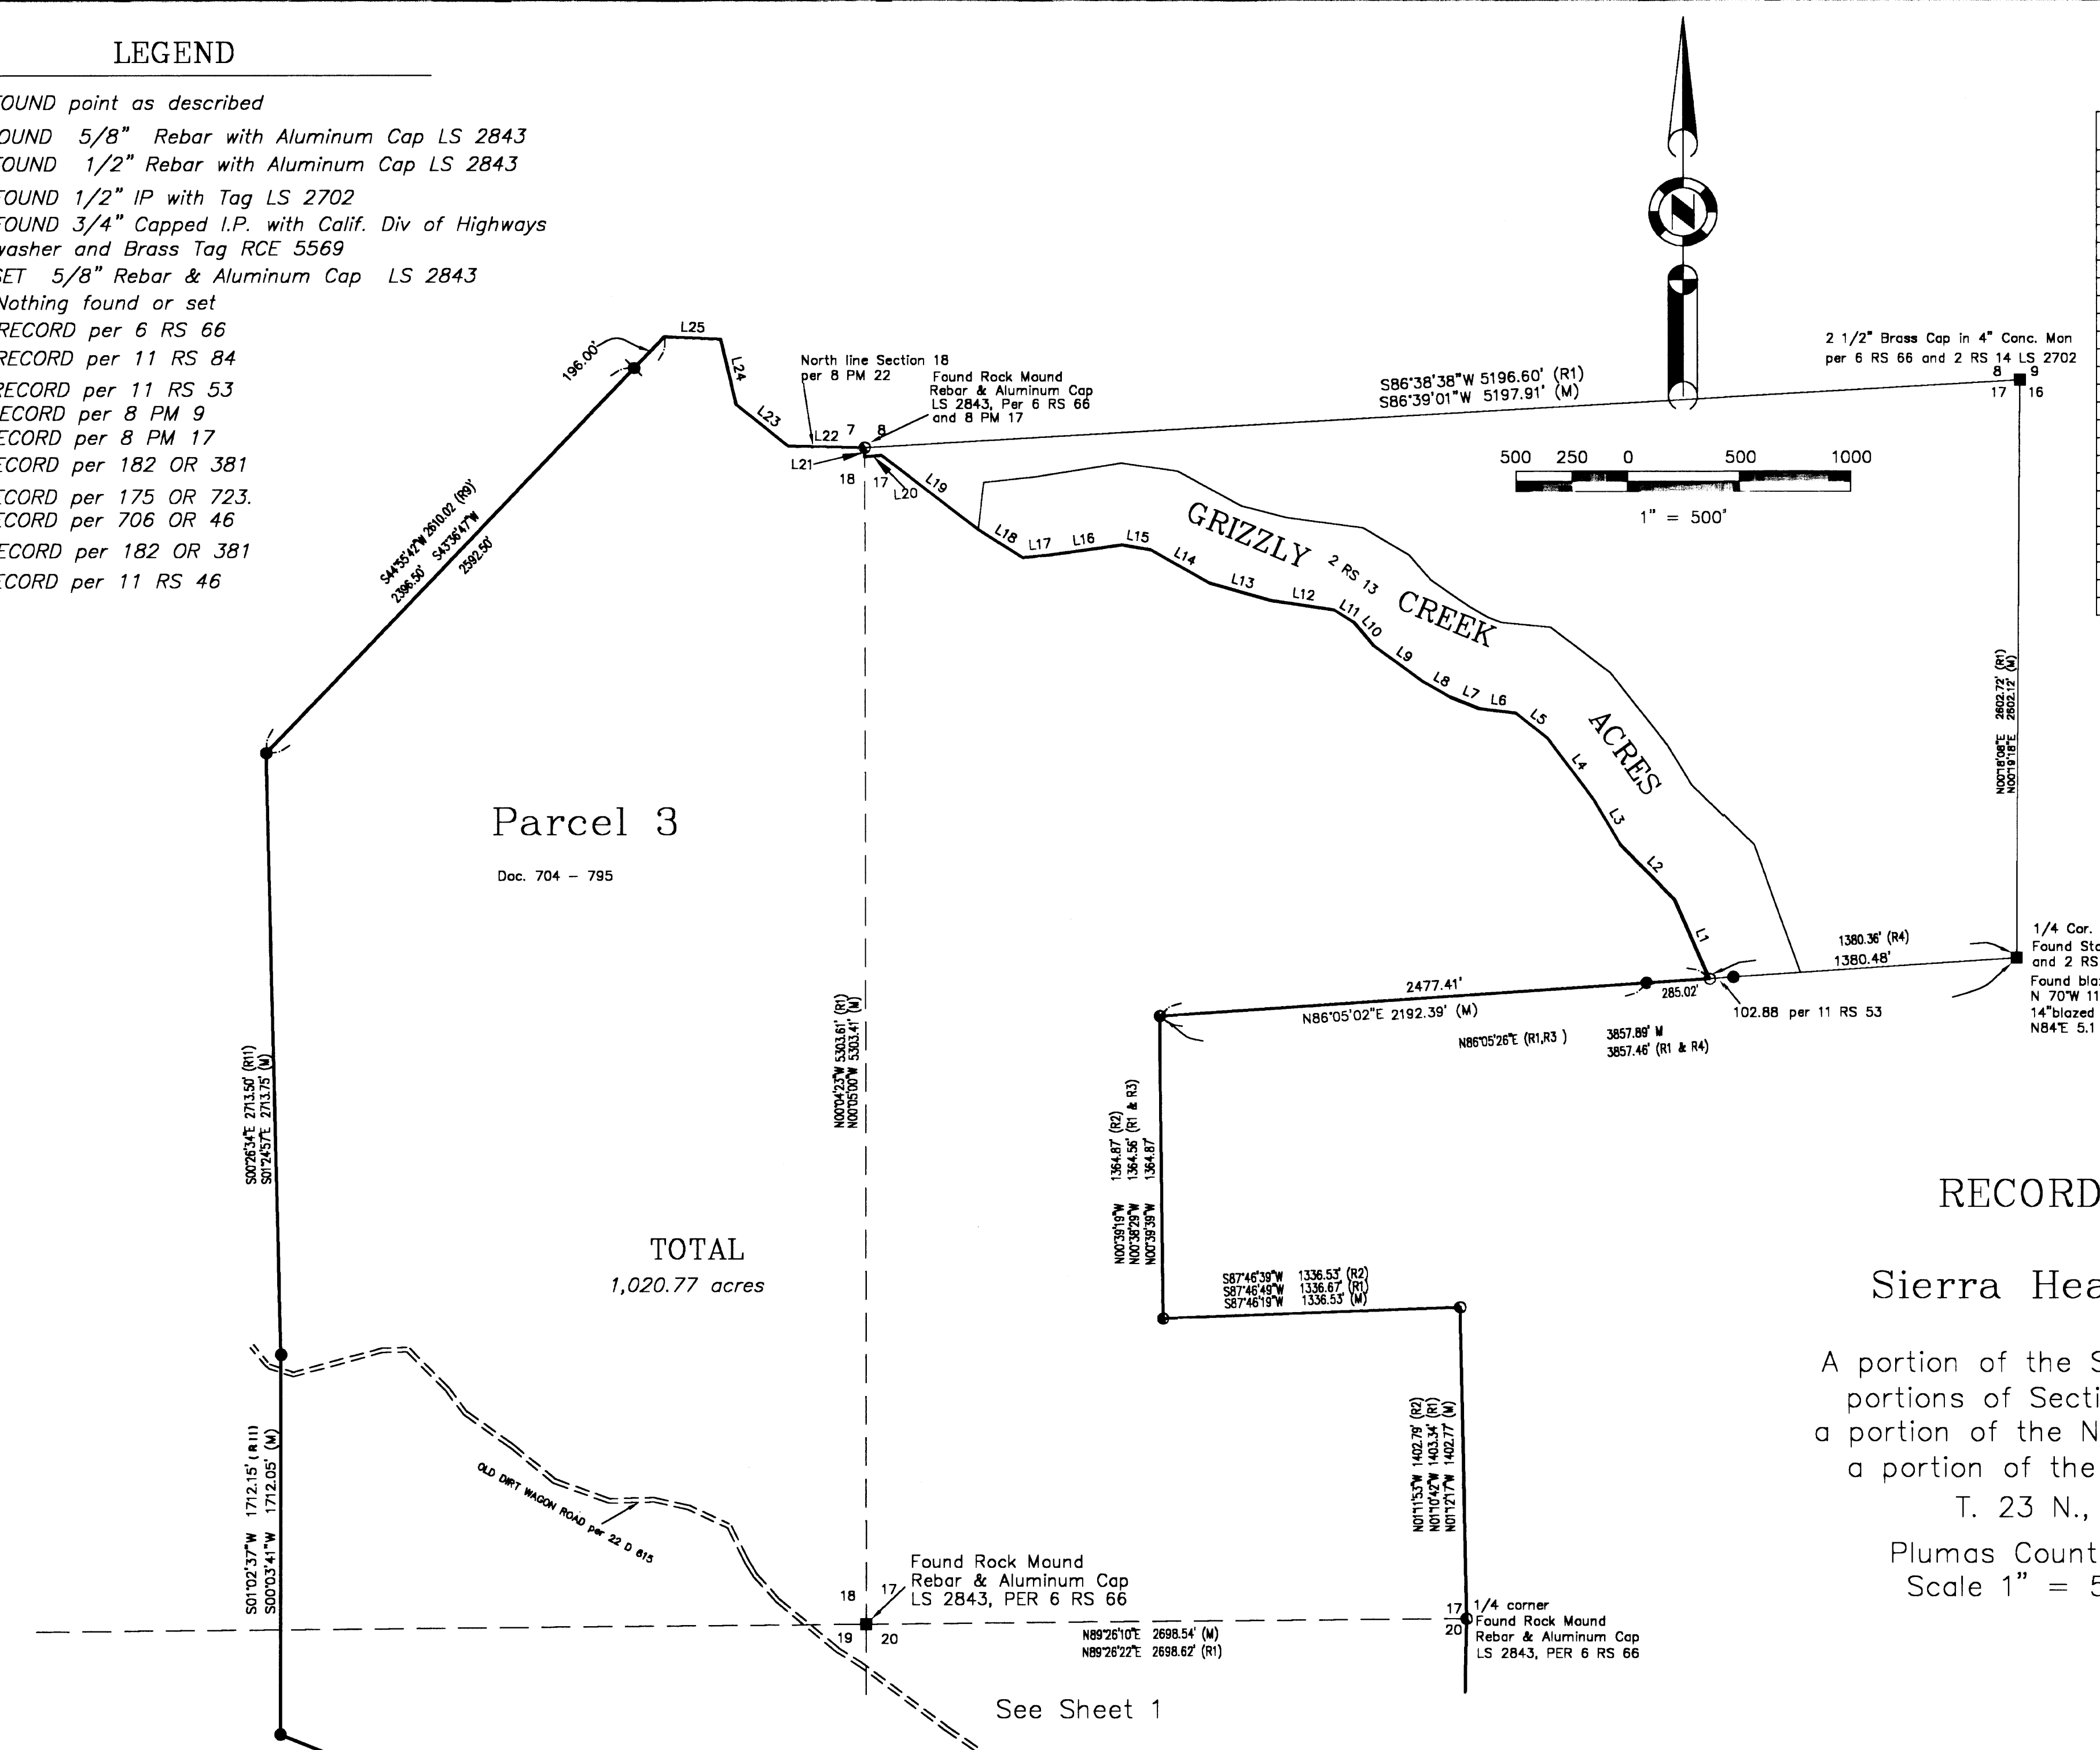 LEGEND
FOUND point as described
FOUND 5/8" Rebar with Aluminum Cap LS 2843
FOUND 1/2" Rebar with Aluminum Cap LS 2843
FOUND 1/2" IP with Tag LS 2702
FOUND 3/4" Capped I.P. with Calif. Div of Highways
washer and Brass Tag RCE 5569
SET 5/8" Rebar & Aluminum Cap LS 2843
Nothing found or set
RECORD per 6 RS 66
RECORD per 11 RS 84
RECORD per 11 RS 53
RECORD per 8 PM 9
RECORD per 8 PM 17
RECORD per 182 OR 381
RECORD per 175 OR 723.
RECORD per 706 OR 46
RECORD per 182 OR 381
RECORD per 11 RS 46
N
2 1/2" Brass Cap in 4" Conc. Mon
per 6 RS 66 and 2 RS 14 LS 2702
8 9
17 16
S86°38'38"W 5196.60' (R1)
S86°39'01"W 5197.91' (M)
500 250 0 500 1000
1" = 500'
196.00'
L25
L24
L23
L22
L21
L20
L19
L18
L17
L16
L15
L14
L13
L12
L11
L10
L9
L8
L7
L6
L5
L4
L3
L2
L1
North line Section 18
per 8 PM 22
Found Rock Mound
Rebar & Aluminum Cap
LS 2843, Per 6 RS 66
and 8 PM 17
7 8
18 17
GRIZZLY
2 RS 13
CREEK
ACRES
S44°55'42"W 2610.02 (R9)'
2396.50' S43°36'47"W
2592.50'
N00°18'08"E 2602.72' (R1)
N00°19'18"E 2602.12' (M)
Parcel 3
Doc. 704 - 795
1380.36' (R4)
1380.48'
1/4 Cor.
Found
and 2 RS
Found
N 70°W 11
14"blazed
N84°E 5.1
2477.41'
285.02'
N86°05'02"E 2192.39' (M)
102.88 per 11 RS 53
N86°05'26"E (R1,R3 )
3857.89' M
3857.46' (R1 & R4)
N00°04'23"W 5303.61' (R1)
N00°05'00"W 5303.41' (M)
S00°26'34"E 2713.50' (R11)
S01°24'57"E 2713.75' (M)
N00°39'19"W 1364.87' (R2)
N00°38'29"W 1364.56' (R1 & R3)
N00°39'39"W 1364.87'
TOTAL
1,020.77 acres
S87°46'39"W 1336.53' (R2)
S87°46'49"W 1336.67' (R1)
S87°46'19"W 1336.53' (M)
RECORD
Sierra
A portion of the
portions of
a portion of the
a portion of the
T. 23 N.,
Plumas
Scale 1" =
N01°11'53"W 1402.79' (R2)
N01°10'42"W 1403.34' (R1)
N01°12'17"W 1402.77' (M)
S01°02'37"W 1712.15' (R11)
S00°03'41"W 1712.05' (M)
OLD DIRT WAGON ROAD per 22 D 615
Found Rock Mound
Rebar & Aluminum Cap
LS 2843, PER 6 RS 66
18 17
19 20
N89°26'10"E 2698.54' (M)
N89°26'22"E 2698.62' (R1)
17
20
1/4 corner
Found Rock Mound
Rebar & Aluminum Cap
LS 2843, PER 6 RS 66
See Sheet 1